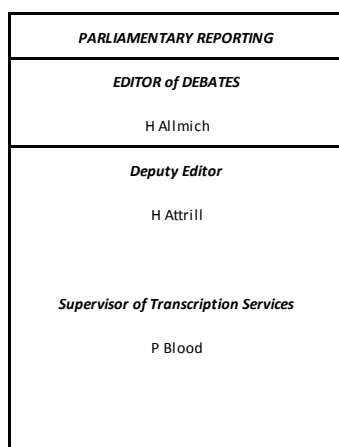 PARLIAMENTARY REPORTING
EDITOR of DEBATES
H Allmich
Deputy Editor
H Attrill
Supervisor of Transcription Services
P Blood